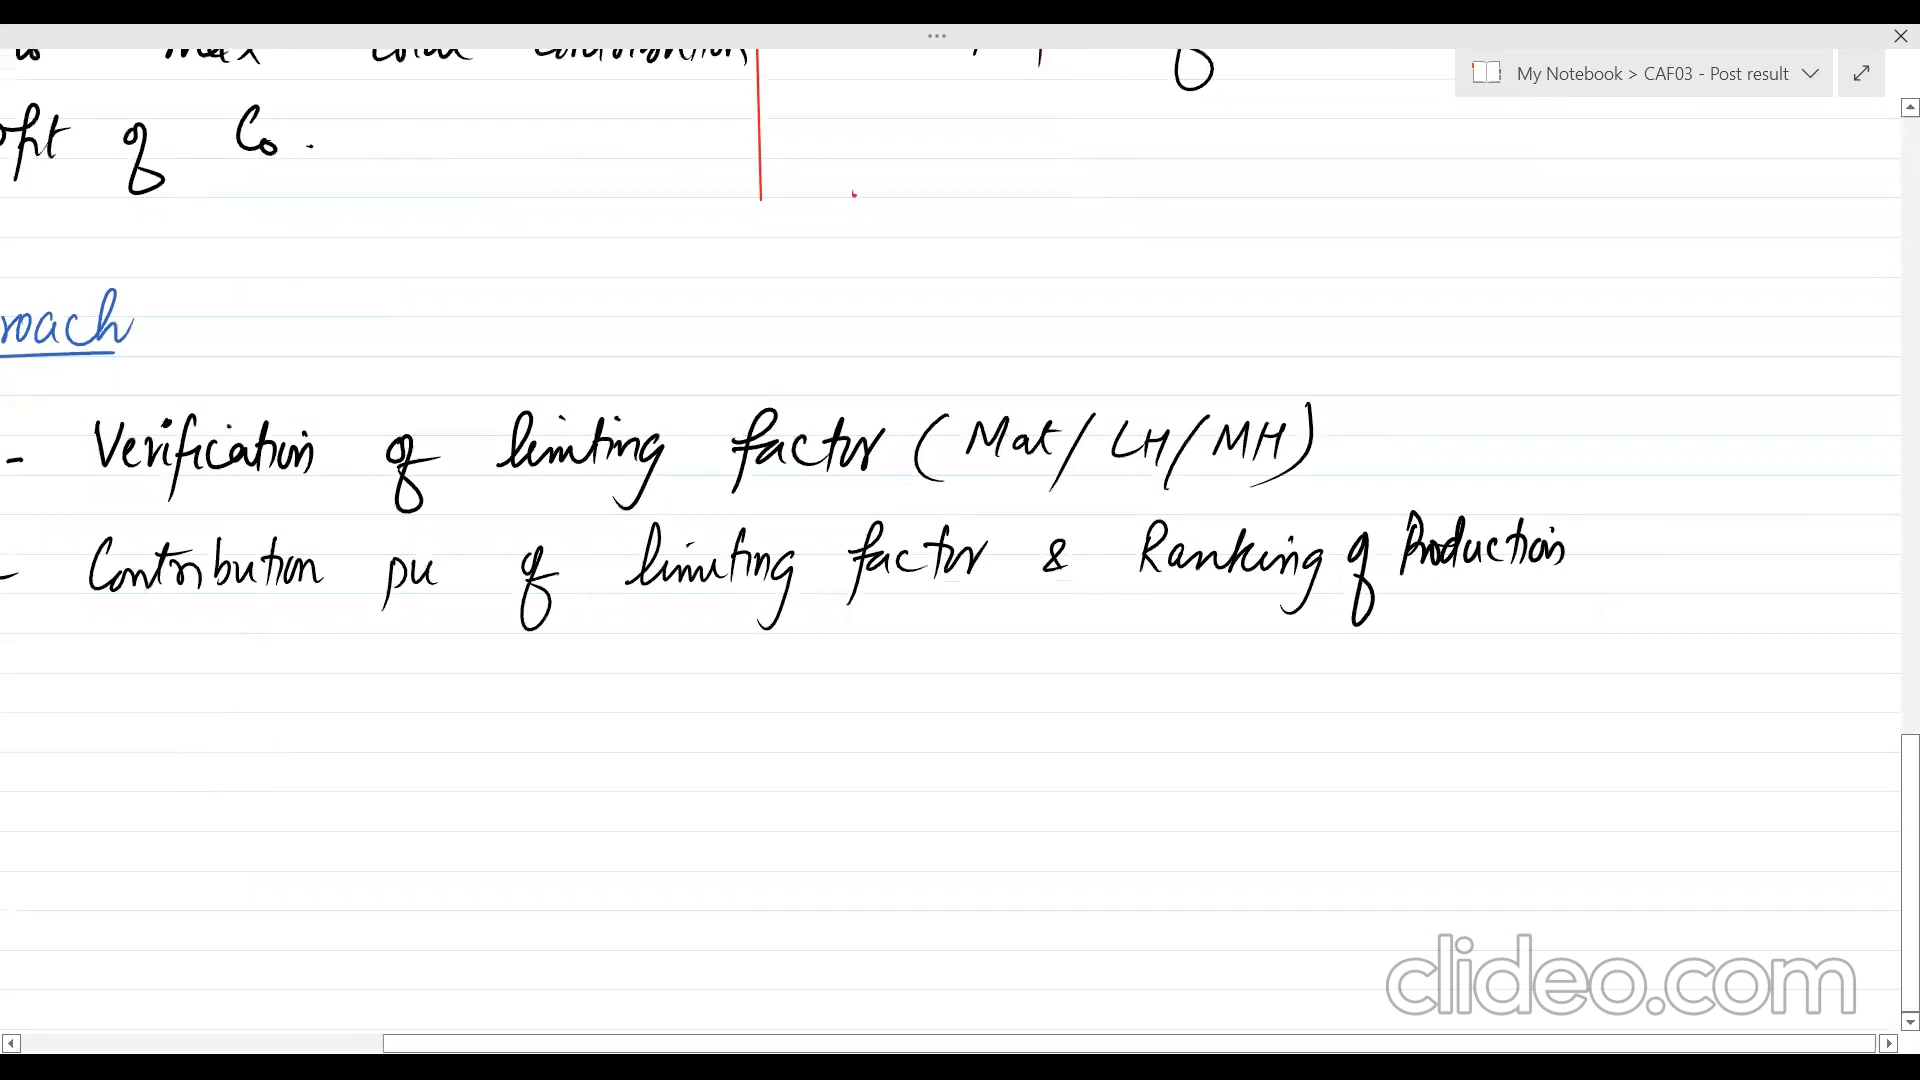 My Notebook > CAF03 - Post result
of Co.
roach
- Verification of limiting factor (Mat/LH/MH)
- Contribution pu of limiting factor & Ranking of Production
clideo.com